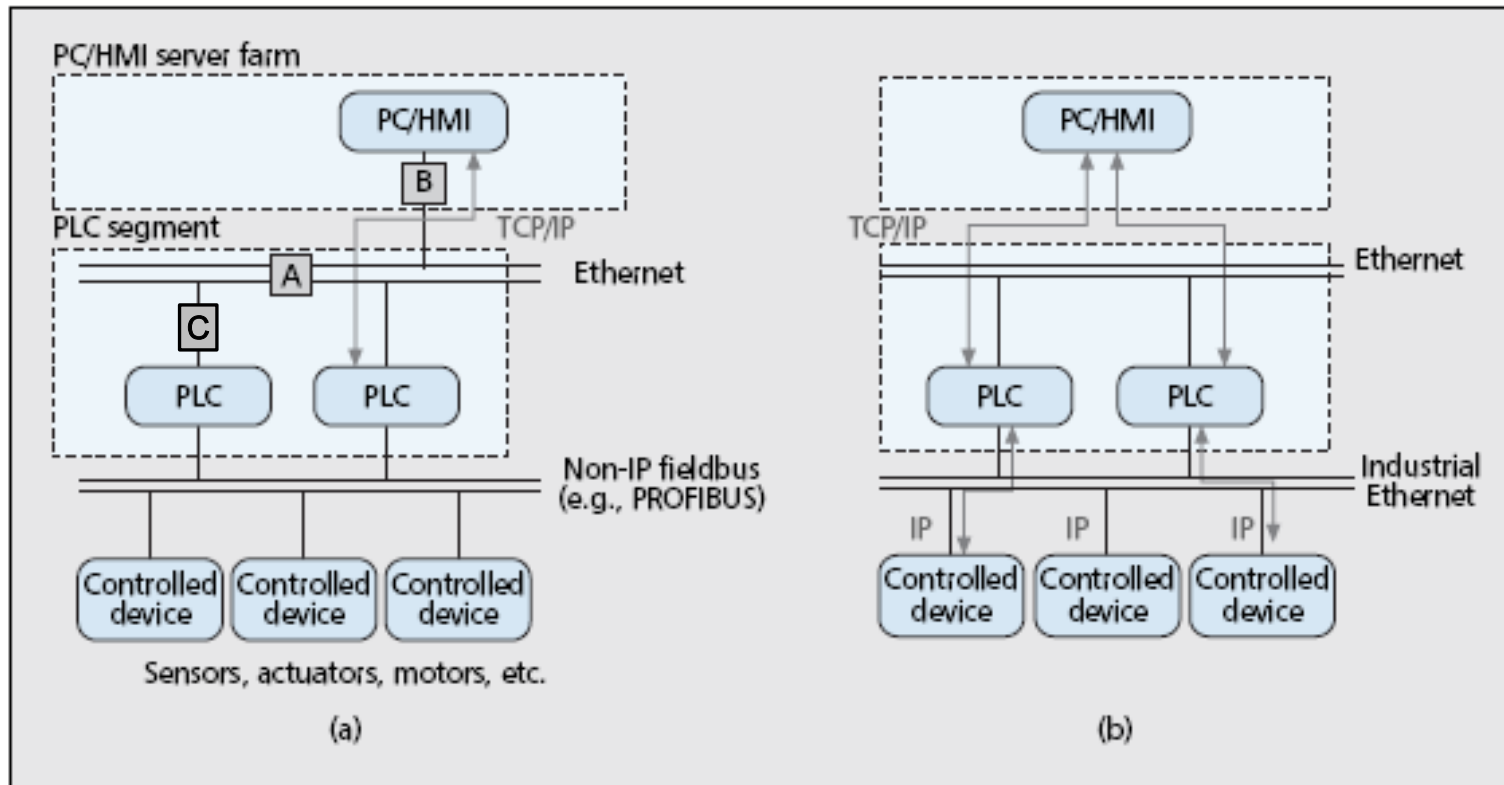 PC/HMI server farm
PC/HMI
B
PLC segment
TCP/IP
A
Ethernet
C
PLC
PLC
Non-IP fieldbus
(e.g., PROFIBUS)
Controlled
device
Controlled
device
Controlled
device
Sensors, actuators, motors, etc.
(a)
PC/HMI
TCP/IP
Ethernet
PLC
PLC
Industrial
Ethernet
IP
IP
IP
Controlled
device
Controlled
device
Controlled
device
(b)